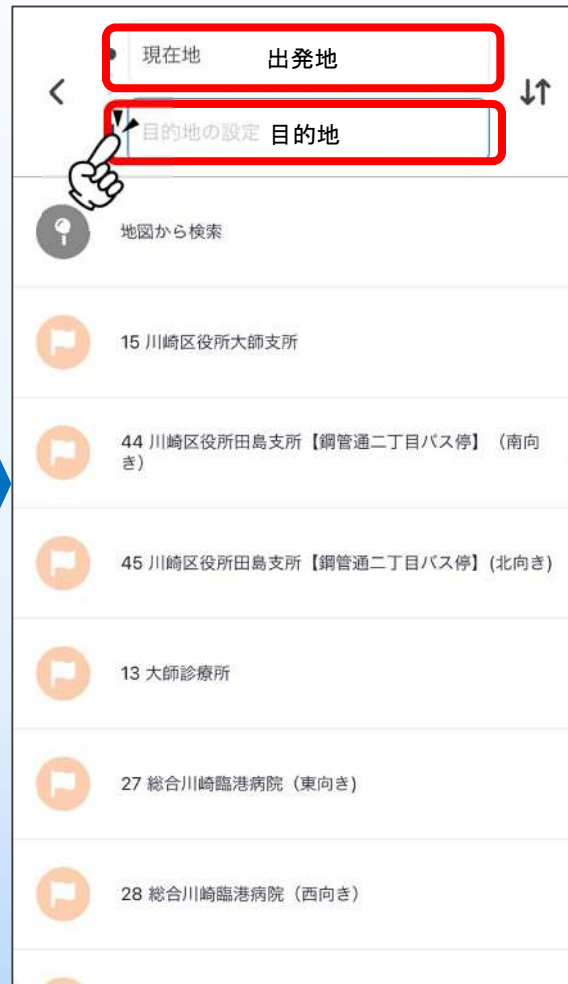 現在地 出発地
目的地の設定 目的地
地図から検索
15 川崎区役所大師支所
44 川崎区役所田島支所【鋼管通二丁目バス停】（南向
き）
45 川崎区役所田島支所【鋼管通二丁目バス停】(北向き)
13 大師診療所
27 総合川崎臨港病院（東向き)
28 総合川崎臨港病院（西向き）